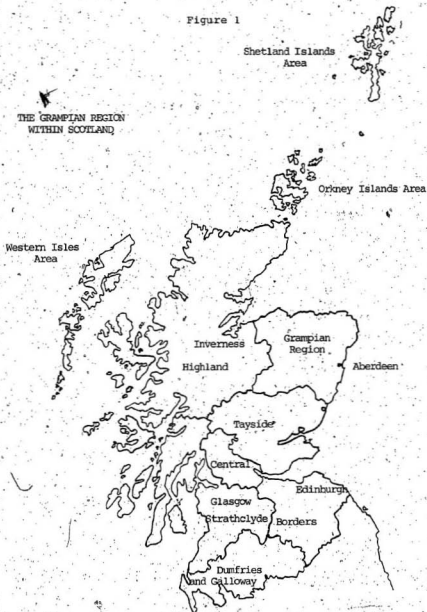 Figure 1
Shetland Islands
Area
THE GRAMPIAN REGION
WITHIN SCOTLAND
Orkney Islands Area
Western Isles
Area
Inverness
Grampian
Region
Highland
Aberdeen
Tayside
Central
Edinburgh
Glasgow
Strathclyde
Borders
Dumfries
and Galloway